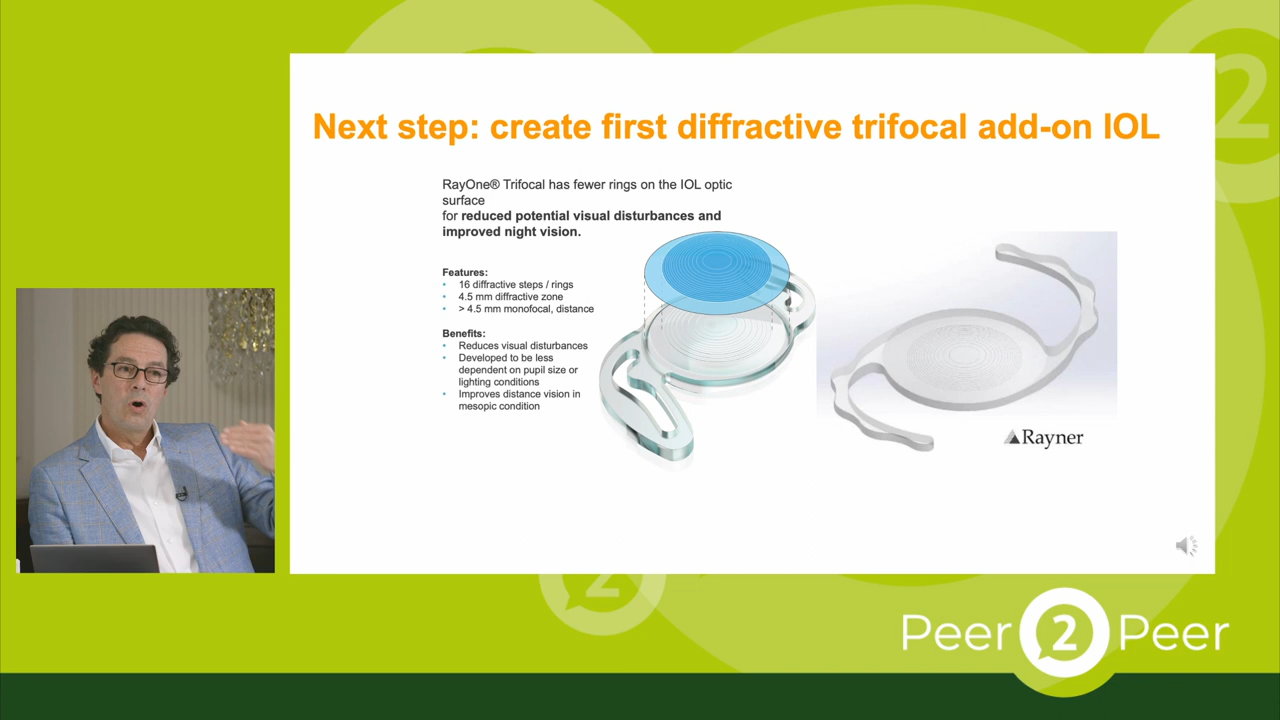 Next step: create first diffractive trifocal add-on IOL
RayOne® Trifocal has fewer rings on the IOL optic
surface
for reduced potential visual disturbances and
improved night vision.
Features:
• 16 diffractive steps / rings
• 4.5 mm diffractive zone
• > 4.5 mm monofocal, distance
Benefits:
• Reduces visual disturbances
• Developed to be less
dependent on pupil size or
lighting conditions
• Improves distance vision in
mesopic condition
Rayner
2
2
Peer 2 Peer